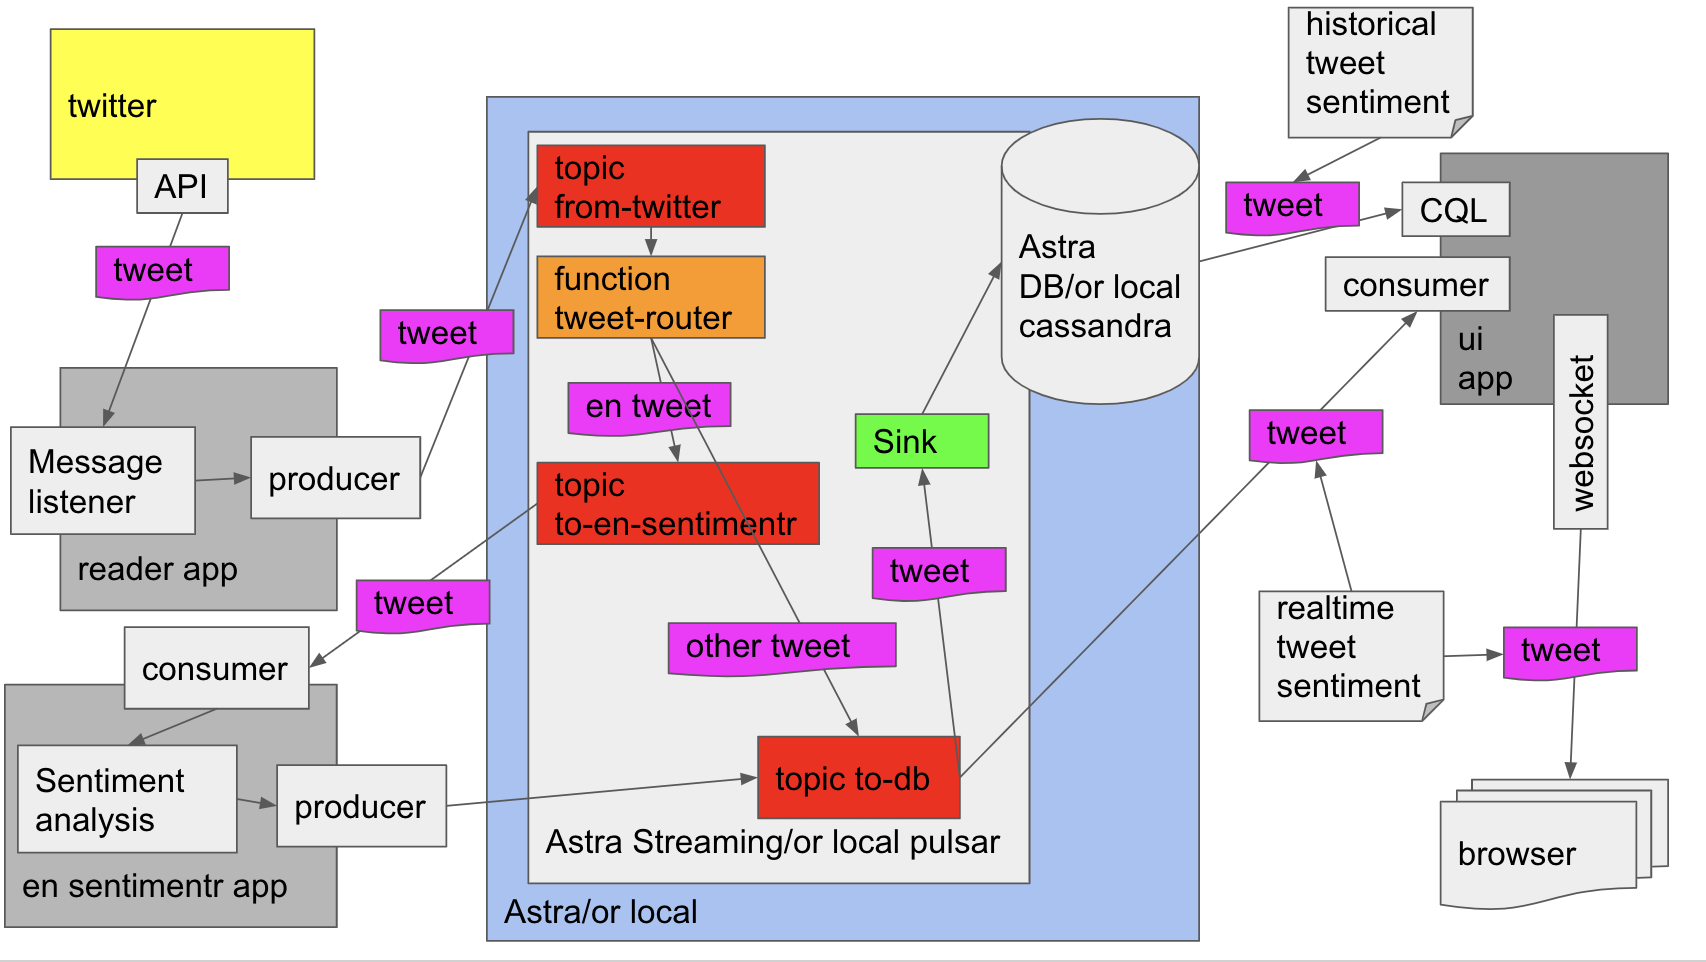 twitter
API
tweet
Message
listener
producer
reader app
tweet
tweet
consumer
Sentiment
analysis
producer
en sentimentr app
topic
from-twitter
function
tweet-router
en tweet
topic
to-en-sentimentr
other tweet
topic to-db
tweet
Sink
Astra
DB/or local
cassandra
Astra Streaming/or local pulsar
Astra/or local
historical
tweet
sentiment
tweet
CQL
consumer
ui
app
websocket
tweet
realtime
tweet
sentiment
tweet
browser